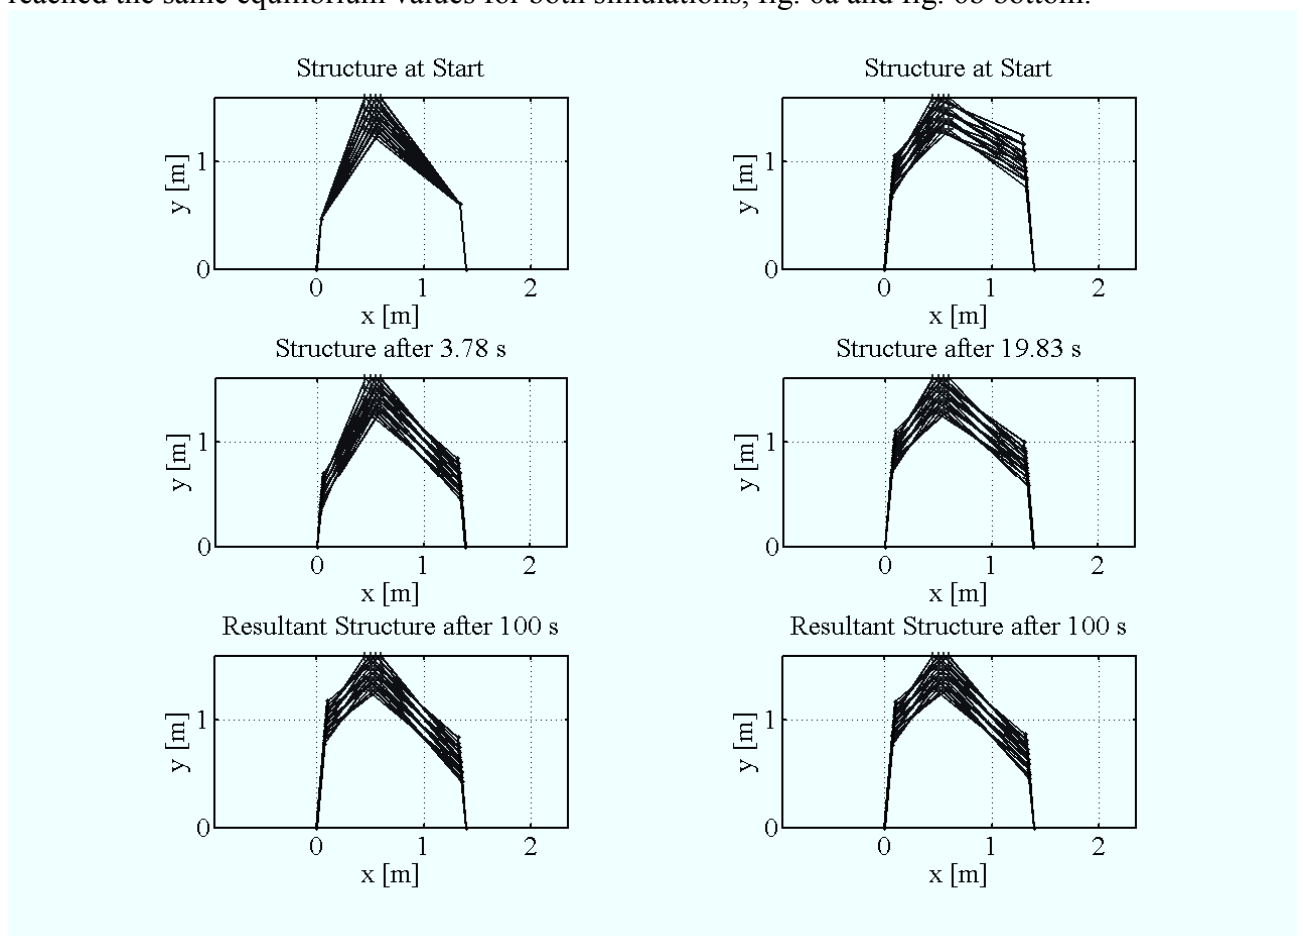 reached the same equilibrium values for both simulations, fig. 6a and fig. 6b bottom.
Structure at Start
y [m]
1
0
0 1 2
x [m]
Structure at Start
y [m]
1
0
0 1 2
x [m]
Structure after 3.78 s
y [m]
1
0
0 1 2
x [m]
Structure after 19.83 s
y [m]
1
0
0 1 2
x [m]
Resultant Structure after 100 s
y [m]
1
0
0 1 2
x [m]
Resultant Structure after 100 s
y [m]
1
0
0 1 2
x [m]